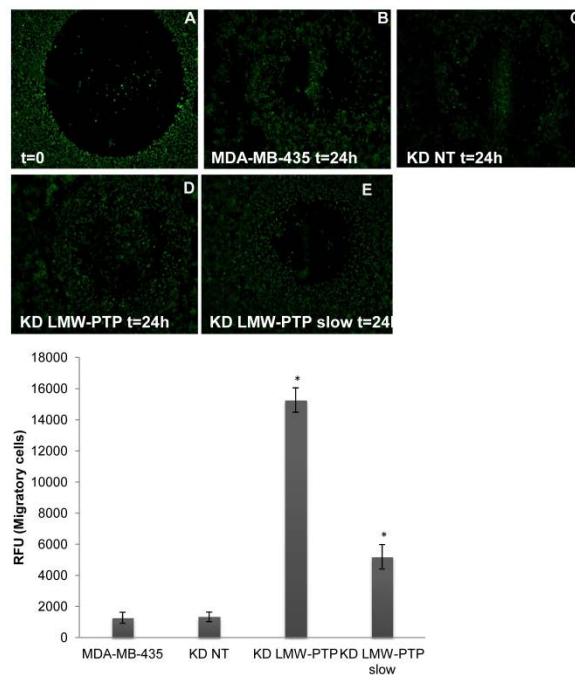 A
t=0
B
MDA-MB-435 t=24h
C
KD NT t=24h
D
KD LMW-PTP t=24h
E
KD LMW-PTP slow t=24h
18000
16000
14000
12000
10000
8000
6000
4000
2000
0
RFU (Migratory cells)
*
*
MDA-MB-435
KD NT
KD LMW-PTP
KD LMW-PTP
slow